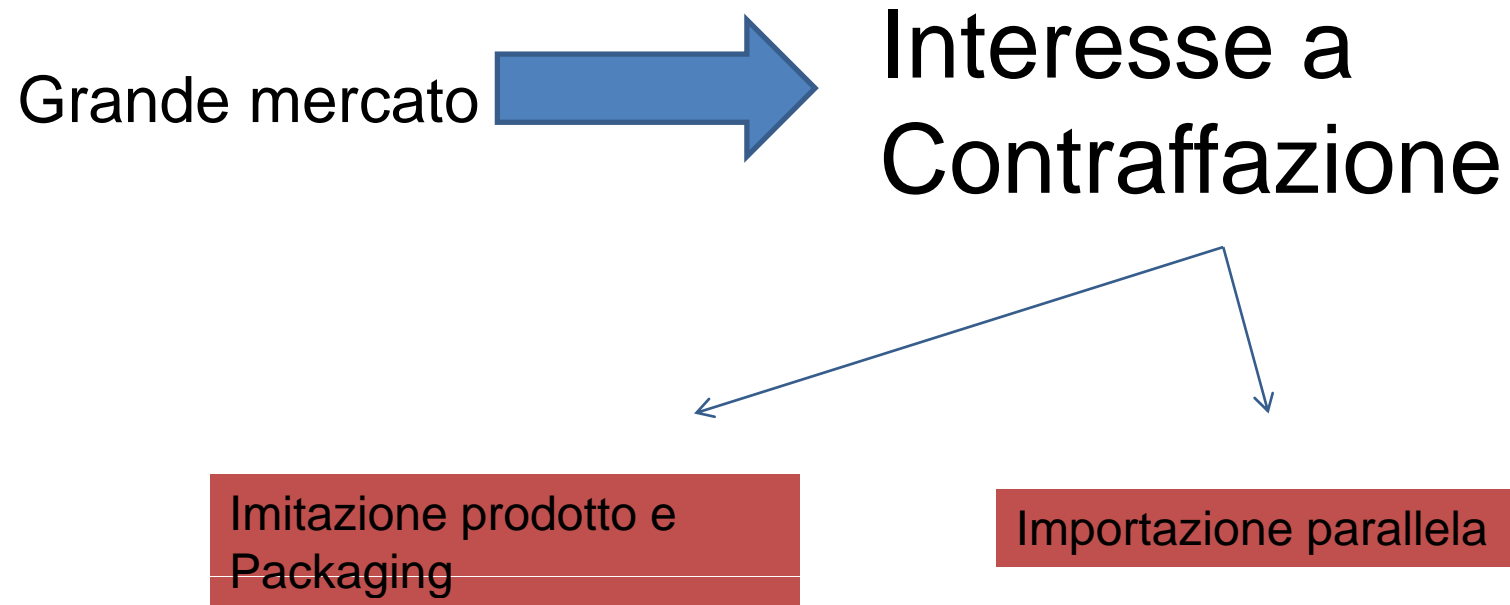 Grande mercato
Interesse a
Contraffazione
Imitazione prodotto e
Packaging
Importazione parallela